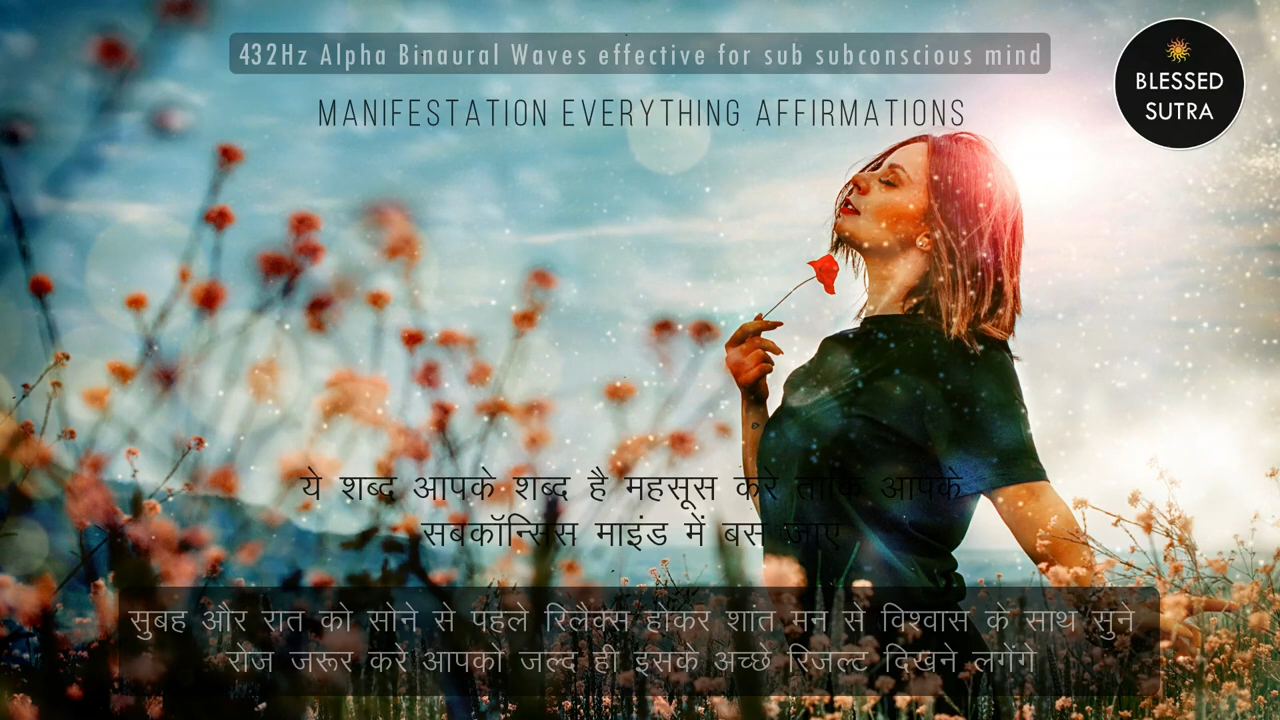 432Hz Alpha Binaural Waves effective for sub subconscious mind
MANIFESTATION EVERYTHING AFFIRMATIONS
BLESSED
SUTRA
ये शब्द आपके शब्द है महसूस करे ताकि आपके
सबकॉन्सिस माइंड में बस जाए
सुबह और रात को सोने से पहले रिलैक्स होकर शांत मन से विश्वास के साथ सुने
रोज जरूर करें आपको जल्द ही इसके अच्छे रिजल्ट दिखने लगेंगे